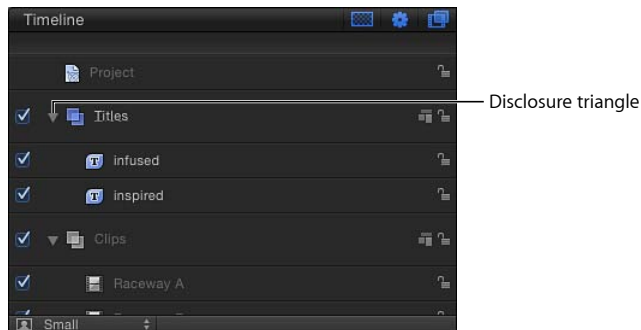 Timeline
Project
Titles
Disclosure triangle
T infused
T inspired
Clips
Raceway A
Small